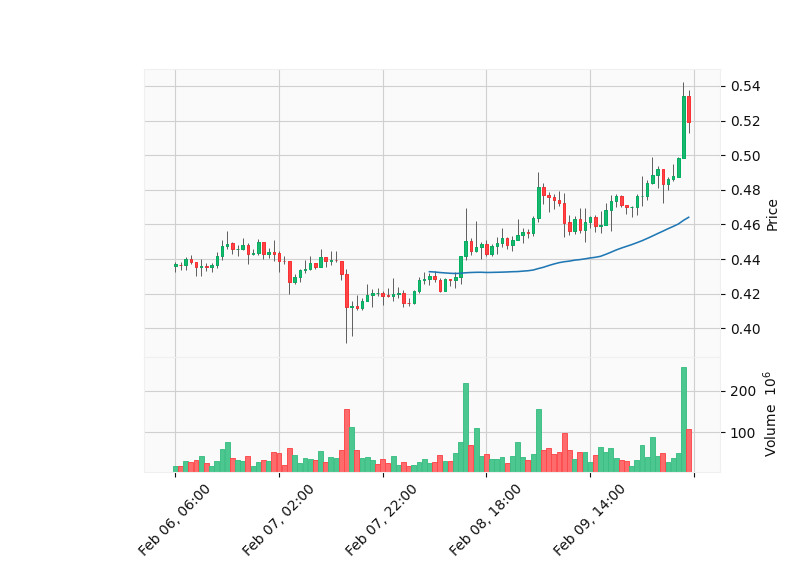 0.54
0.52
0.50
0.48
0.46
0.44
0.42
0.40
Price
200
100
Volume 10^6
Feb 06, 06:00
Feb 07, 02:00
Feb 07, 22:00
Feb 08, 18:00
Feb 09, 14:00